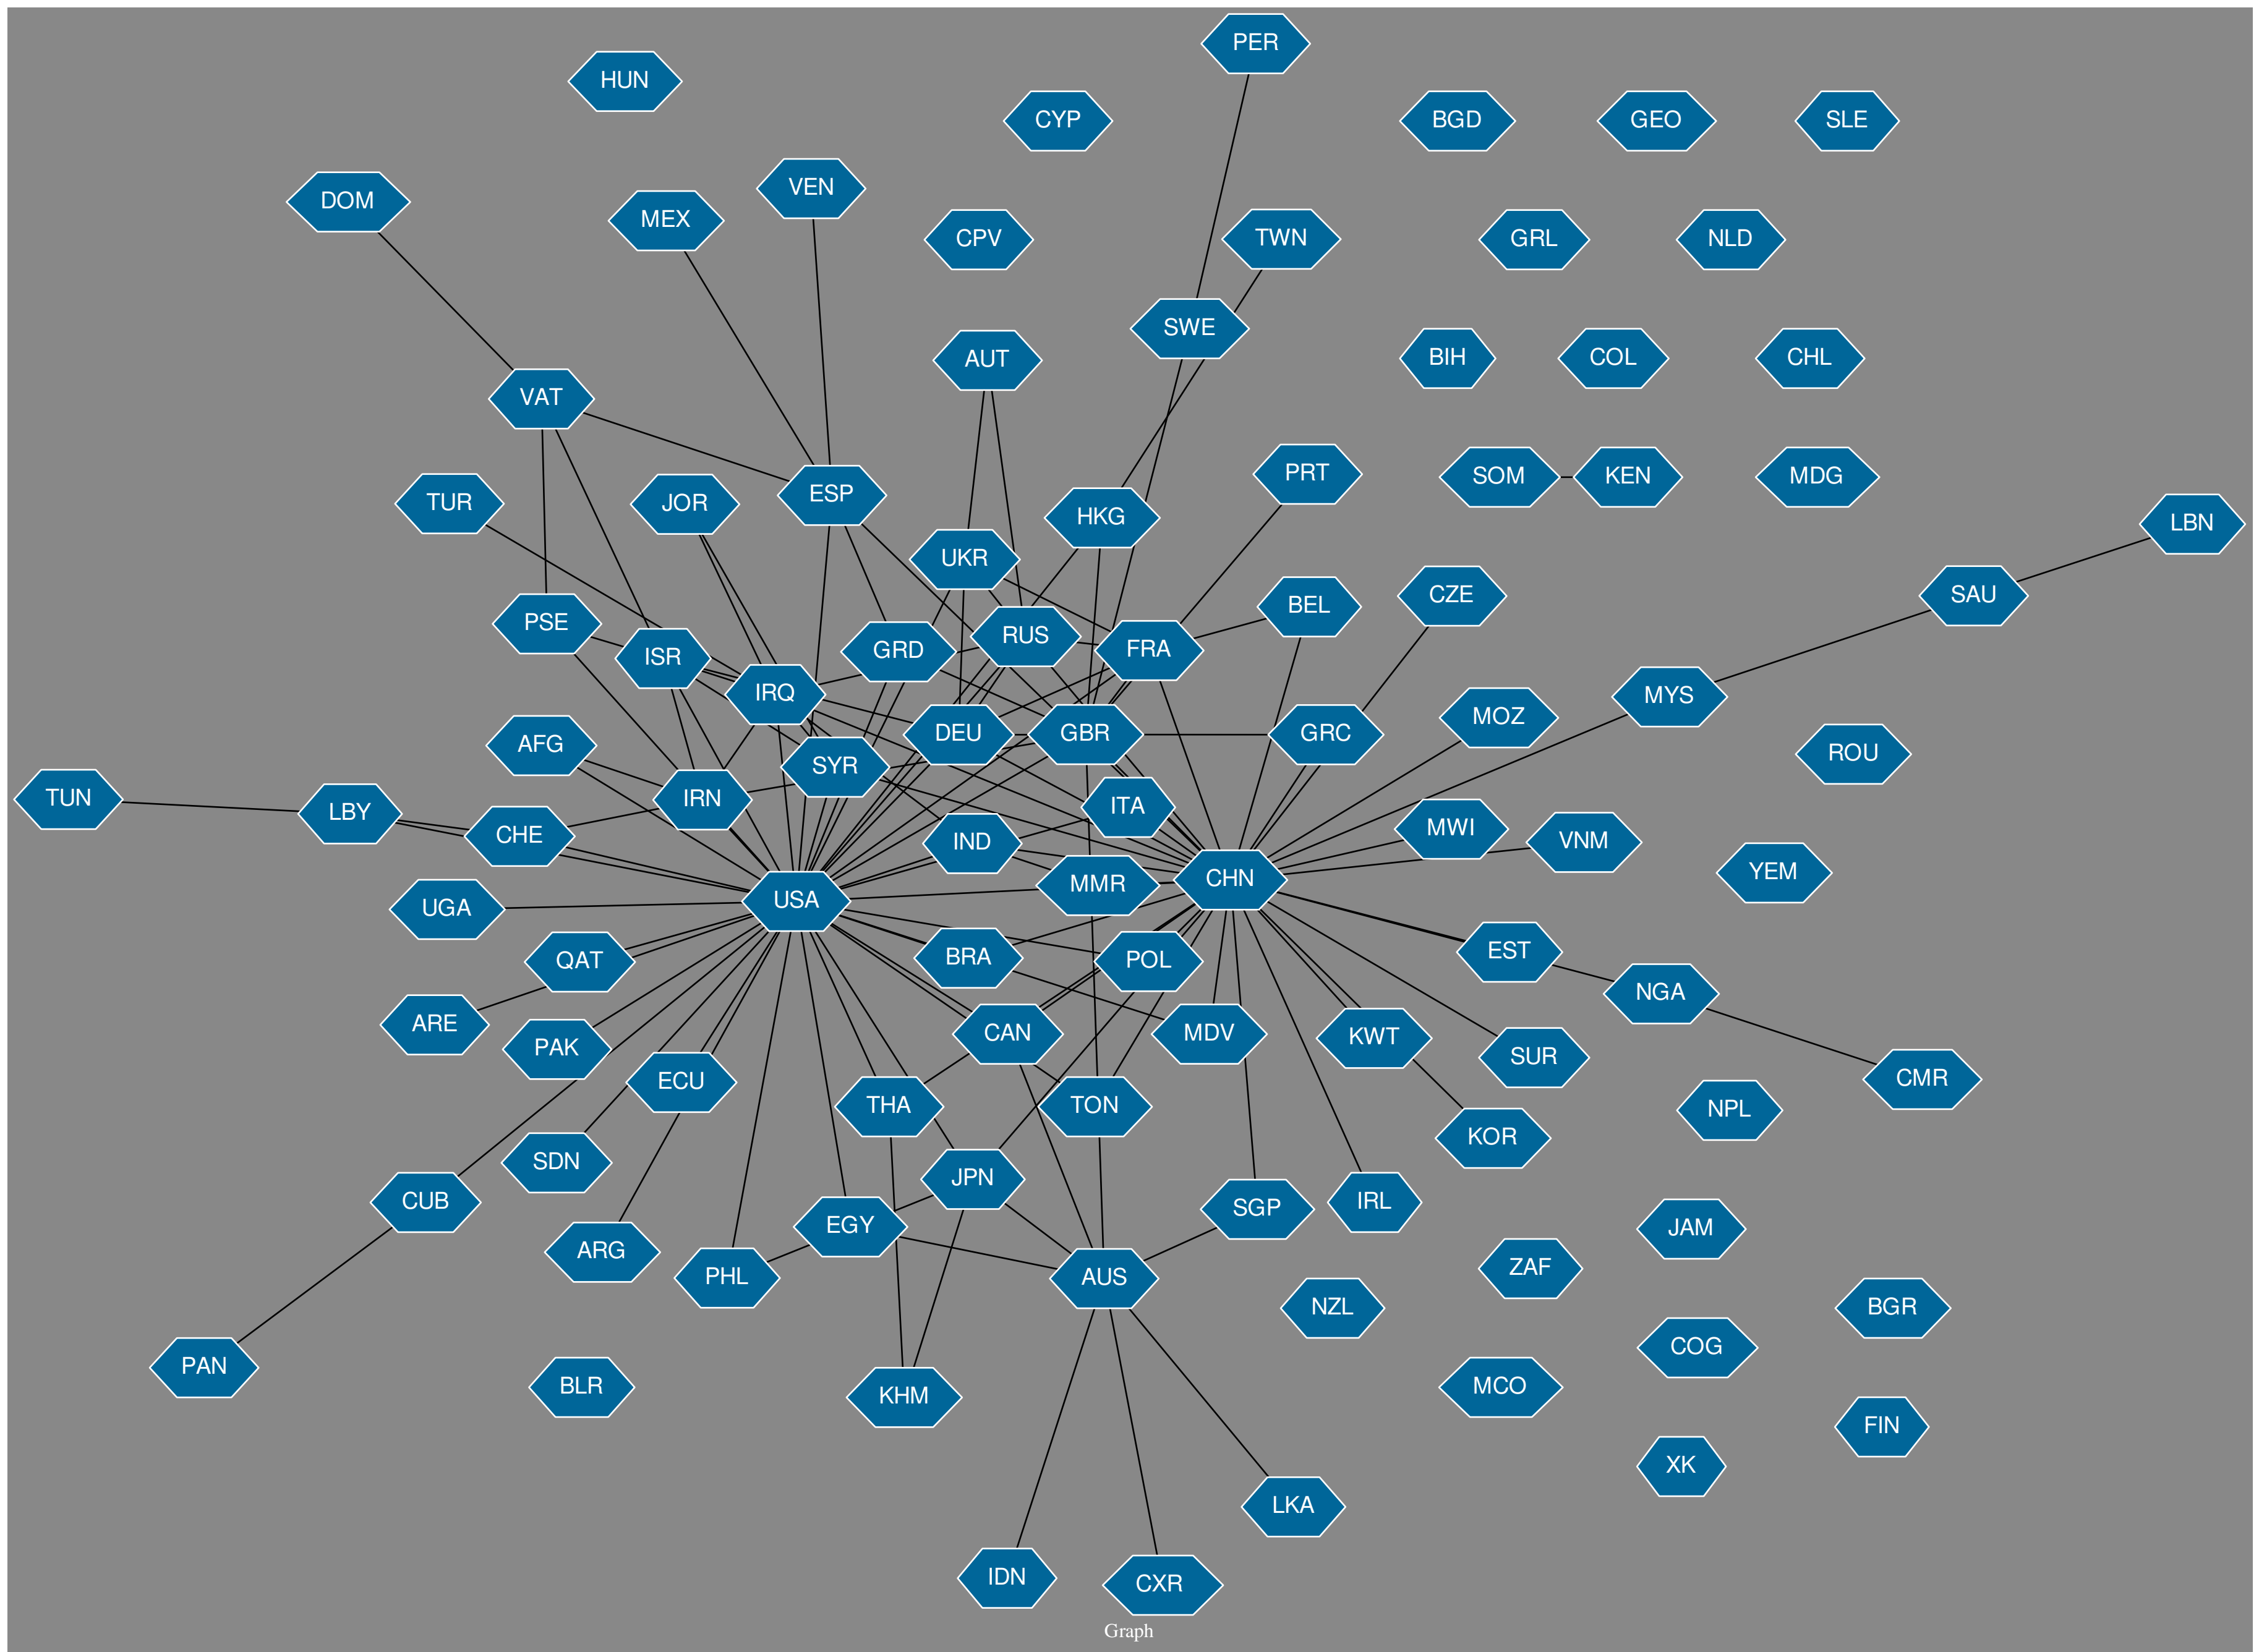 PER
HUN
CYP
BGD
GEO
SLE
VEN
DOM
MEX
CPV
TWN
GRL
NLD
SWE
AUT
BIH
COL
CHL
VAT
PRT
SOM
KEN
MDG
ESP
TUR
JOR
HKG
LBN
UKR
CZE
SAU
BEL
PSE
RUS
GRD
FRA
ISR
IRQ
MYS
MOZ
DEU
GBR
GRC
AFG
ROU
SYR
TUN
IRN
ITA
LBY
MWI
CHE
IND
VNM
YEM
CHN
MMR
USA
UGA
EST
BRA
QAT
POL
NGA
ARE
CAN
MDV
KWT
PAK
SUR
ECU
CMR
THA
TON
NPL
KOR
SDN
JPN
CUB
SGP
IRL
EGY
JAM
ARG
ZAF
PHL
AUS
NZL
BGR
COG
PAN
BLR
MCO
KHM
FIN
XK
LKA
IDN
CXR
Graph